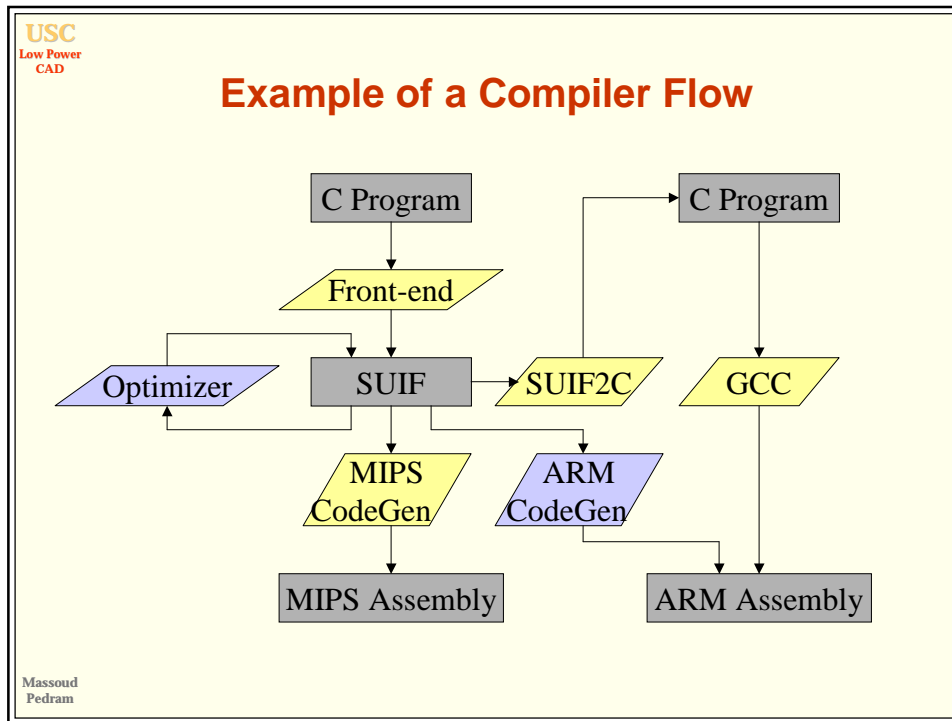 USC
Low Power
CAD
Example of a Compiler Flow
C Program
C Program
Front-end
Optimizer
SUIF
SUIF2C
GCC
MIPS
CodeGen
ARM
CodeGen
MIPS Assembly
ARM Assembly
Massoud
Pedram